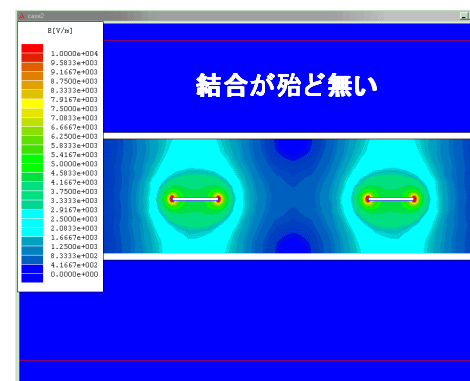 case2
E[V/m]
1.0000e+004
9.5833e+003
9.1667e+003
8.7500e+003
8.3333e+003
7.9167e+003
7.5000e+003
7.0833e+003
6.6667e+003
6.2500e+003
5.8333e+003
5.4167e+003
5.0000e+003
4.5833e+003
4.1667e+003
3.7500e+003
3.3333e+003
2.9167e+003
2.5000e+003
2.0833e+003
1.6667e+003
1.2500e+003
8.3333e+002
4.1667e+002
0.0000e+000
結合が殆ど無い